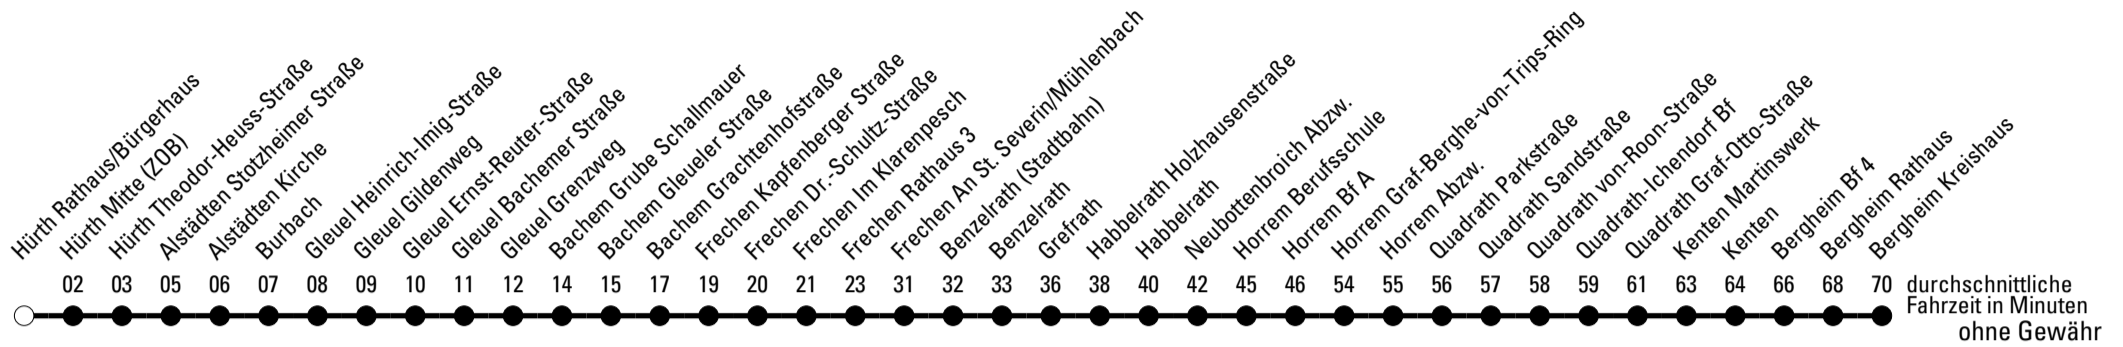 Hürth Rathaus/Bürgerhaus
Hürth Mitte (ZOB)
Hürth Theodor-Heuss-Straße
Alstädten Stotzheimer Straße
Alstädten Kirche
Burbach
Gleuel Heinrich-Imig-Straße
Gleuel Gildenweg
Gleuel Ernst-Reuter-Straße
Gleuel Bachemer Straße
Gleuel Grenzweg
Bachem Grube Schallmauer
Bachem Gleueler Straße
Bachem Grachtenhofstraße
Frechen Kapfenberger Straße
Frechen Dr.-Schultz-Straße
Frechen Im Klarenpesch
Frechen Rathaus 3
Frechen An St. Severin/Mühlenbach
Benzelrath (Stadtbahn)
Benzelrath
Grefrath
Habbelrath Holzhausenstraße
Habbelrath
Neubottenbroich Abzw.
Horrem Berufsschule
Horrem Bf A
Horrem Graf-Berghe-von-Trips-Ring
Horrem Abzw.
Quadrath Parkstraße
Quadrath Sandstraße
Quadrath von-Roon-Straße
Quadrath-Ichendorf Bf
Quadrath Graf-Otto-Straße
Kenten Martinswerk
Kenten
Bergheim Bf 4
Bergheim Rathaus
Bergheim Kreishaus
02 03 05 06 07 08 09 10 11 12 14 15 17 19 20 21 23 31 32 33 36 38 40 42 45 46 54 55 56 57 58 59 61 63 64 66 68 70 durchschnittliche
Fahrzeit in Minuten
ohne Gewähr